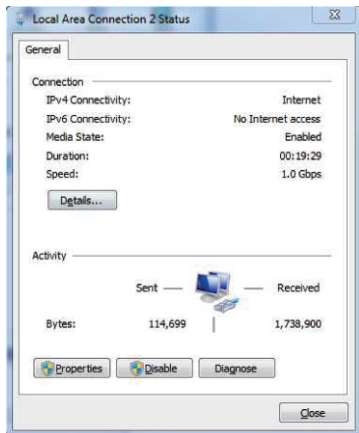 Local Area Connection 2 Status
General
Connection
IPv4 Connectivity: Internet
IPv6 Connectivity: No Internet access
Media State: Enabled
Duration: 00:19:29
Speed: 1.0 Gbps
Details...
Activity
Sent Received
Bytes: 114,699 1,738,900
Properties Disable Diagnose
Close